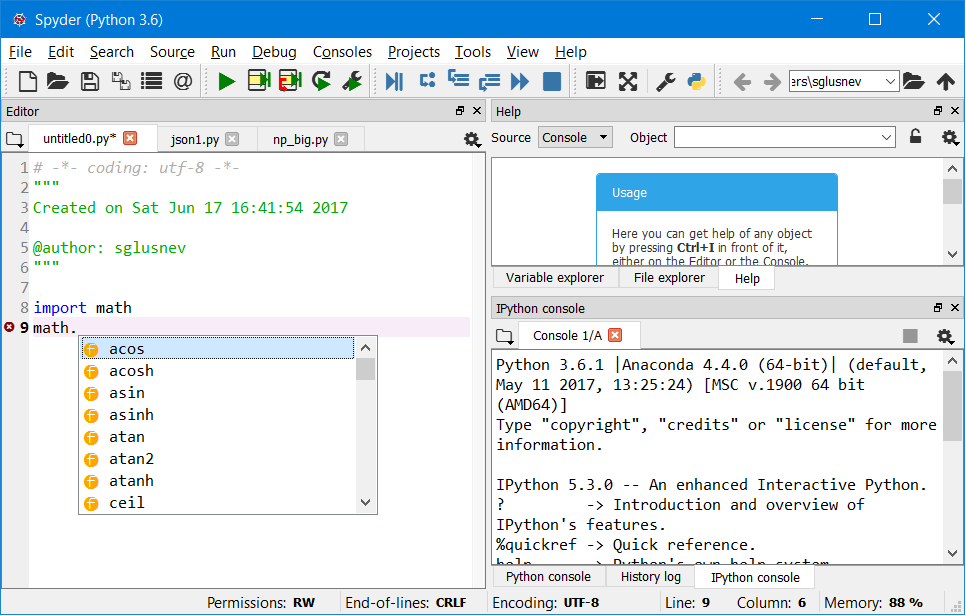 Spyder (Python 3.6)
File Edit Search Source Run Debug Consoles Projects Tools View Help
@ ers\sglusnev
Editor
untitled0.py* json1.py np_big.py
1 # -*- coding: utf-8 -*-
2 """
3 Created on Sat Jun 17 16:41:54 2017
4
5 @author: sglusnev
6 """
7
8 import math
9 math.
acos
acosh
asin
asinh
atan
atan2
atanh
ceil
Help
Source Console Object
Usage
Here you can get help of any object
by pressing Ctrl+I in front of it,
either on the Editor or the Console.
Variable explorer File explorer Help
IPython console
Console 1/A
Python 3.6.1 |Anaconda 4.4.0 (64-bit)| (default,
May 11 2017, 13:25:24) [MSC v.1900 64 bit
(AMD64)]
Type "copyright", "credits" or "license" for more
information.
IPython 5.3.0 -- An enhanced Interactive Python.
? -> Introduction and overview of
IPython's features.
%quickref -> Quick reference.
help -> Python's own help system.
Python console History log IPython console
Permissions: RW End-of-lines: CRLF Encoding: UTF-8 Line: 9 Column: 6 Memory: 88 %